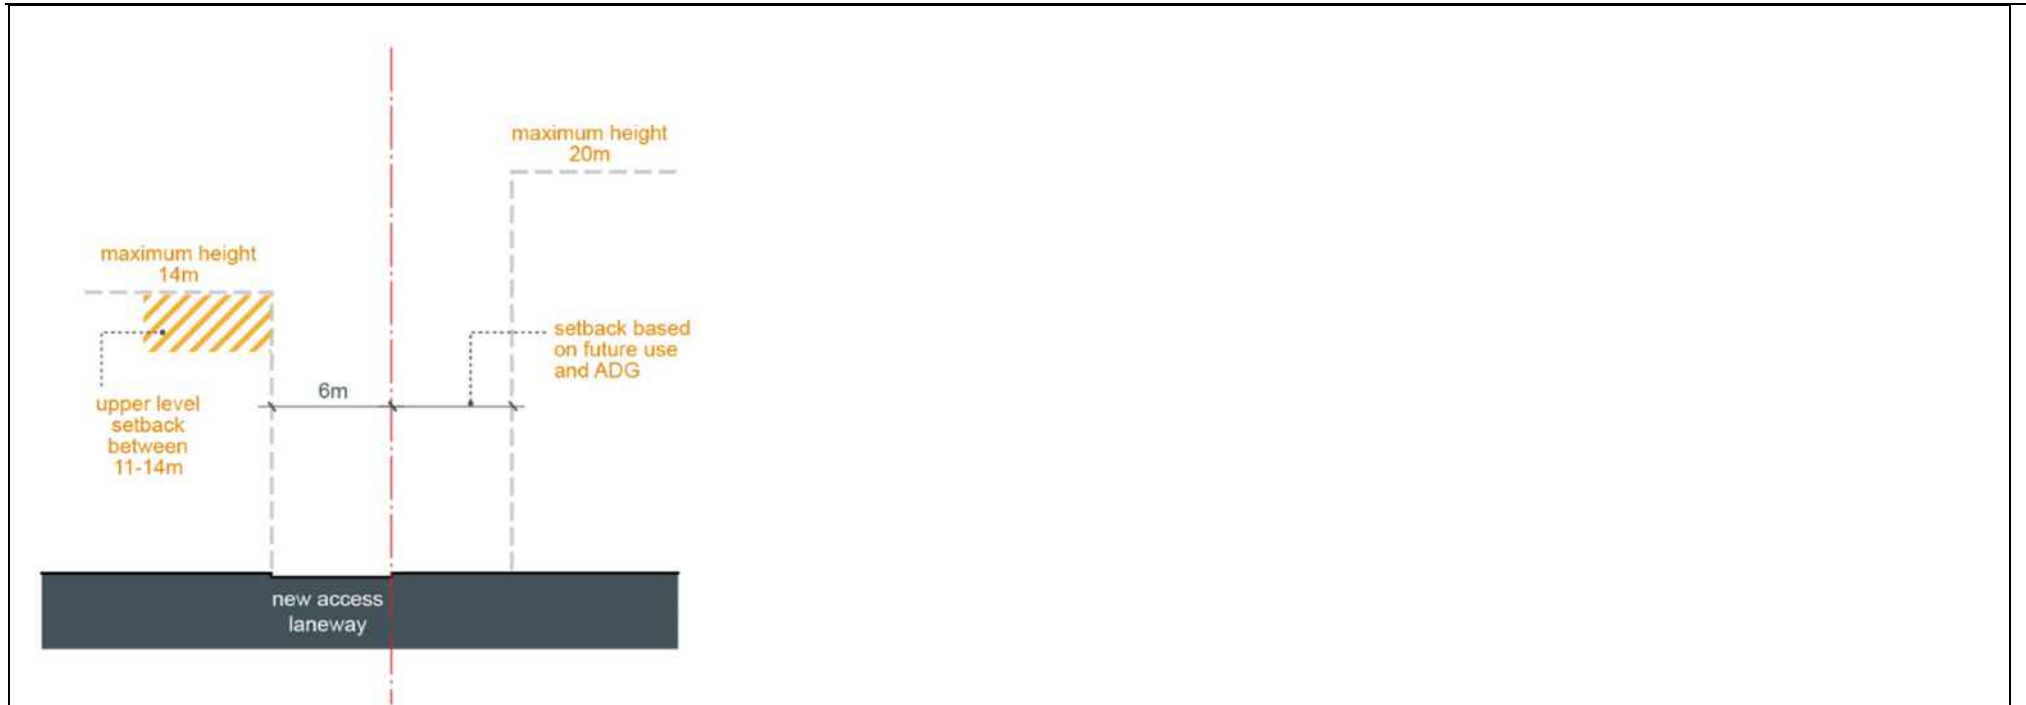 maximum height
20m
maximum height
14m
setback based
on future use
and ADG
6m
upper level
setback
between
11-14m
new access
laneway